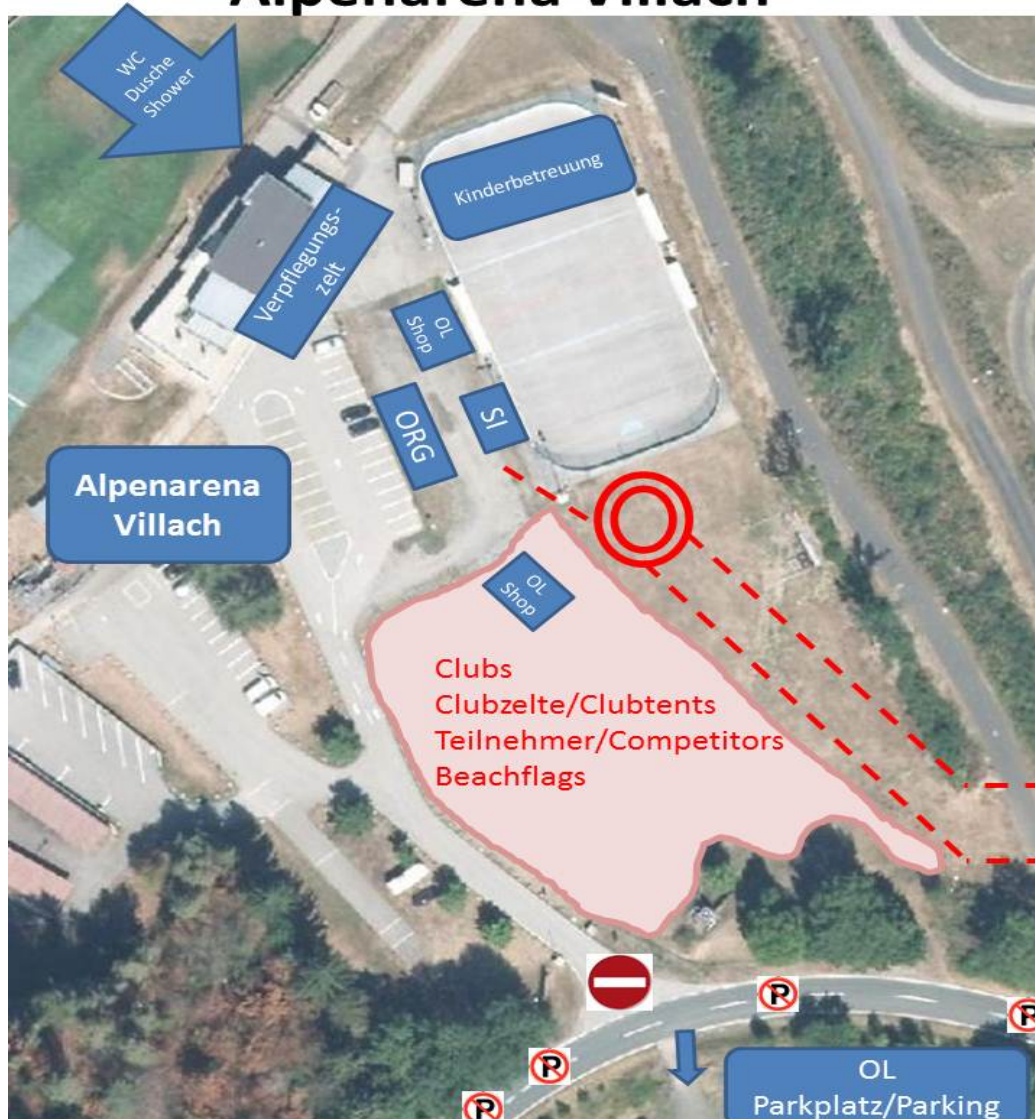 Alpenarena Villach
WC
Dusche
Shower
Kinderbetreuung
Verpflegungs-
zelt
OL
Shop
ORG
SI
Alpenarena
Villach
OL
Shop
Clubs
Clubzelte/Clubtents
Teilnehmer/Competitors
Beachflags
P
P
P
P
OL
Parkplatz/Parking